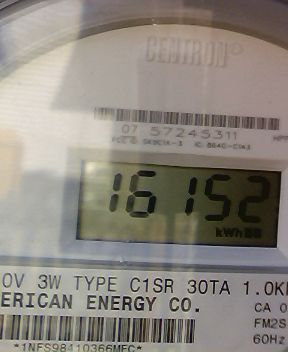 CENTRON®
07 57245311
16152
kWh
0V 3W TYPE C1SR 30TA 1.0K
ERICAN ENERGY CO.
CA 0
FM2S
60Hz